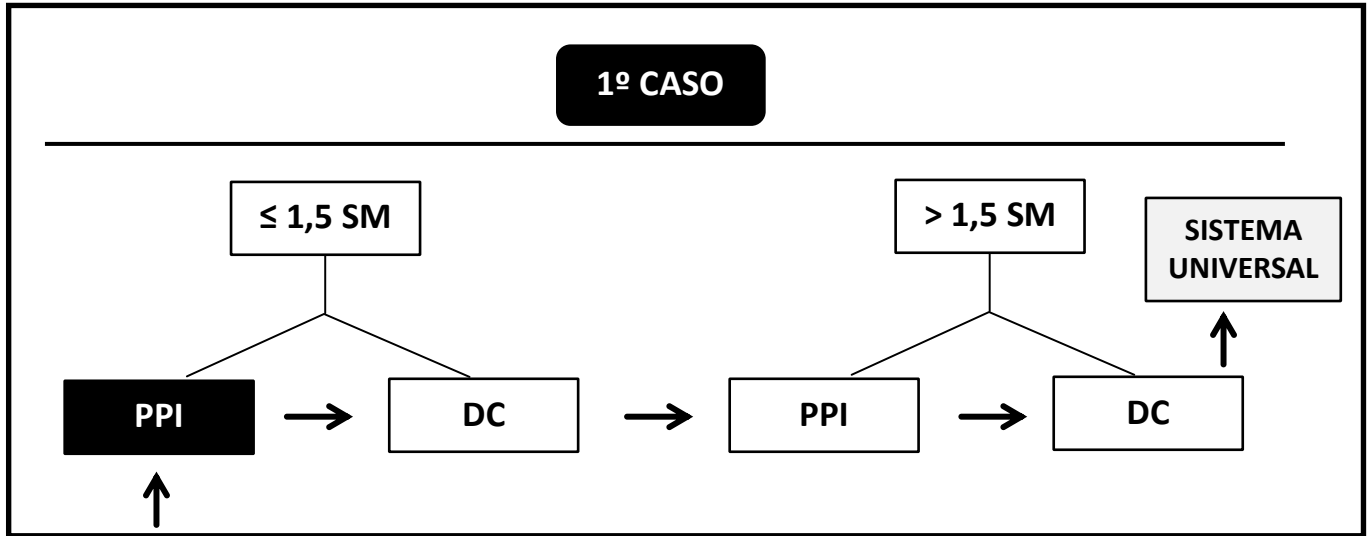 1º CASO
≤ 1,5 SM
> 1,5 SM
SISTEMA
UNIVERSAL
PPI
DC
PPI
DC